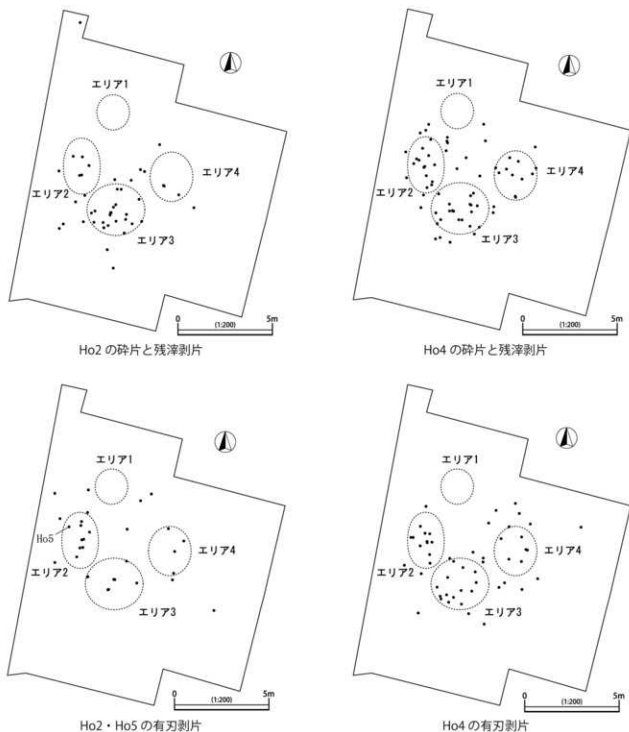 エリア1
エリア2
エリア4
エリア3
0
5m
(1:200)
Ho2 の砕片と残滓剥片
エリア1
エリア2
エリア4
エリア3
0
5m
(1:200)
Ho4 の砕片と残滓剥片
エリア1
Ho5
エリア4
エリア2
エリア3
0
5m
(1:200)
Ho2・Ho5 の有刃剥片
エリア1
エリア4
エリア2
エリア3
0
5m
(1:200)
Ho4 の有刃剥片